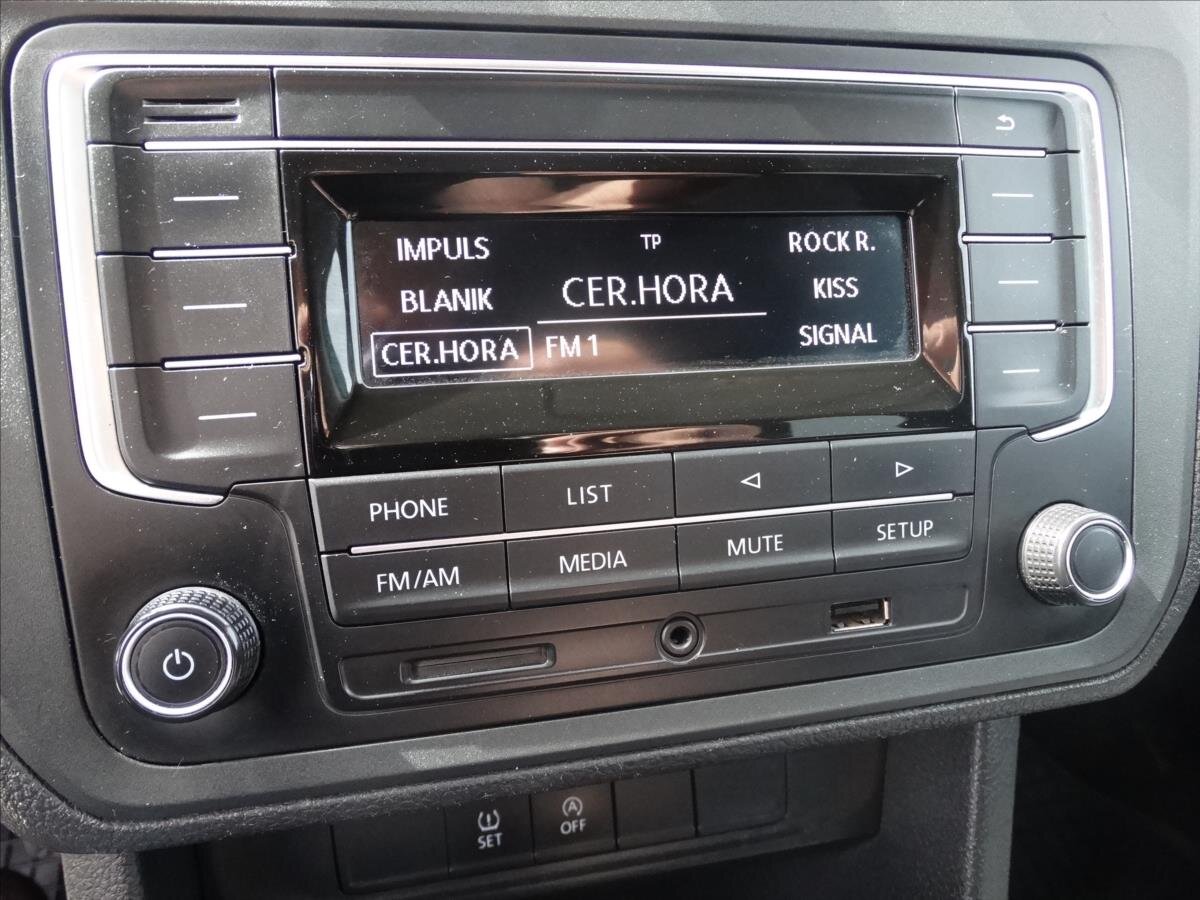 IMPULS TP ROCK R.
BLANIK CER.HORA KISS
CER.HORA FM 1 SIGNAL
PHONE LIST
FM/AM MEDIA MUTE SETUP
SET A OFF